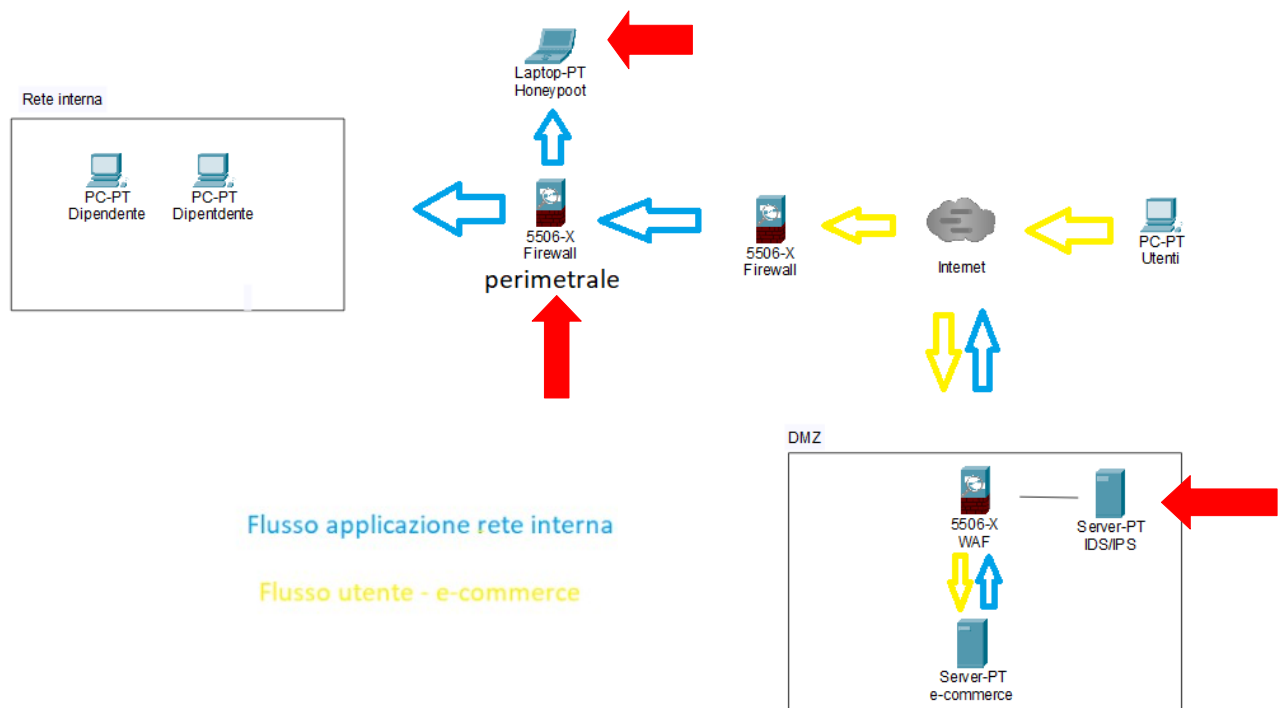 Laptop-PT
Honeypoot
Rete interna
PC-PT
Dipendente
PC-PT
Dipentdente
5506-X
Firewall
perimetrale
5506-X
Firewall
Internet
PC-PT
Utenti
DMZ
5506-X
WAF
Server-PT
IDS/IPS
Flusso applicazione rete interna
Flusso utente - e-commerce
Server-PT
e-commerce